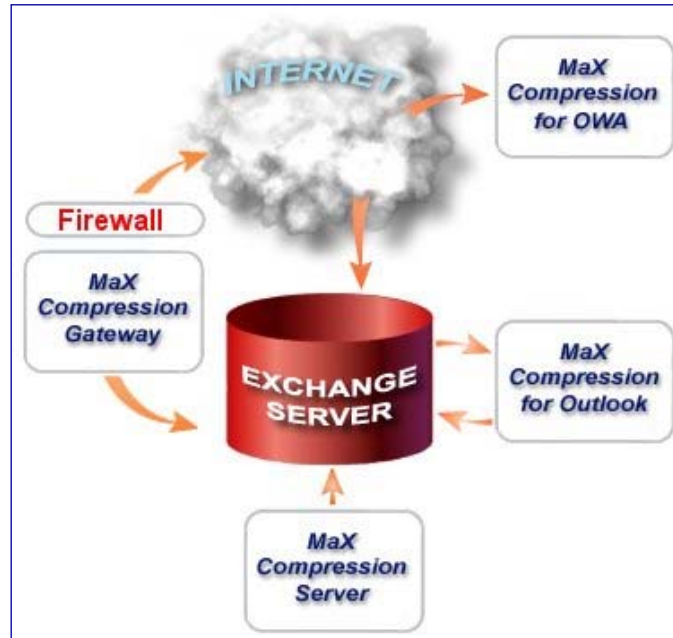 INTERNET
MaX
Compression
for OWA
Firewall
MaX
Compression
Gateway
EXCHANGE
SERVER
MaX
Compression
for Outlook
MaX
Compression
Server